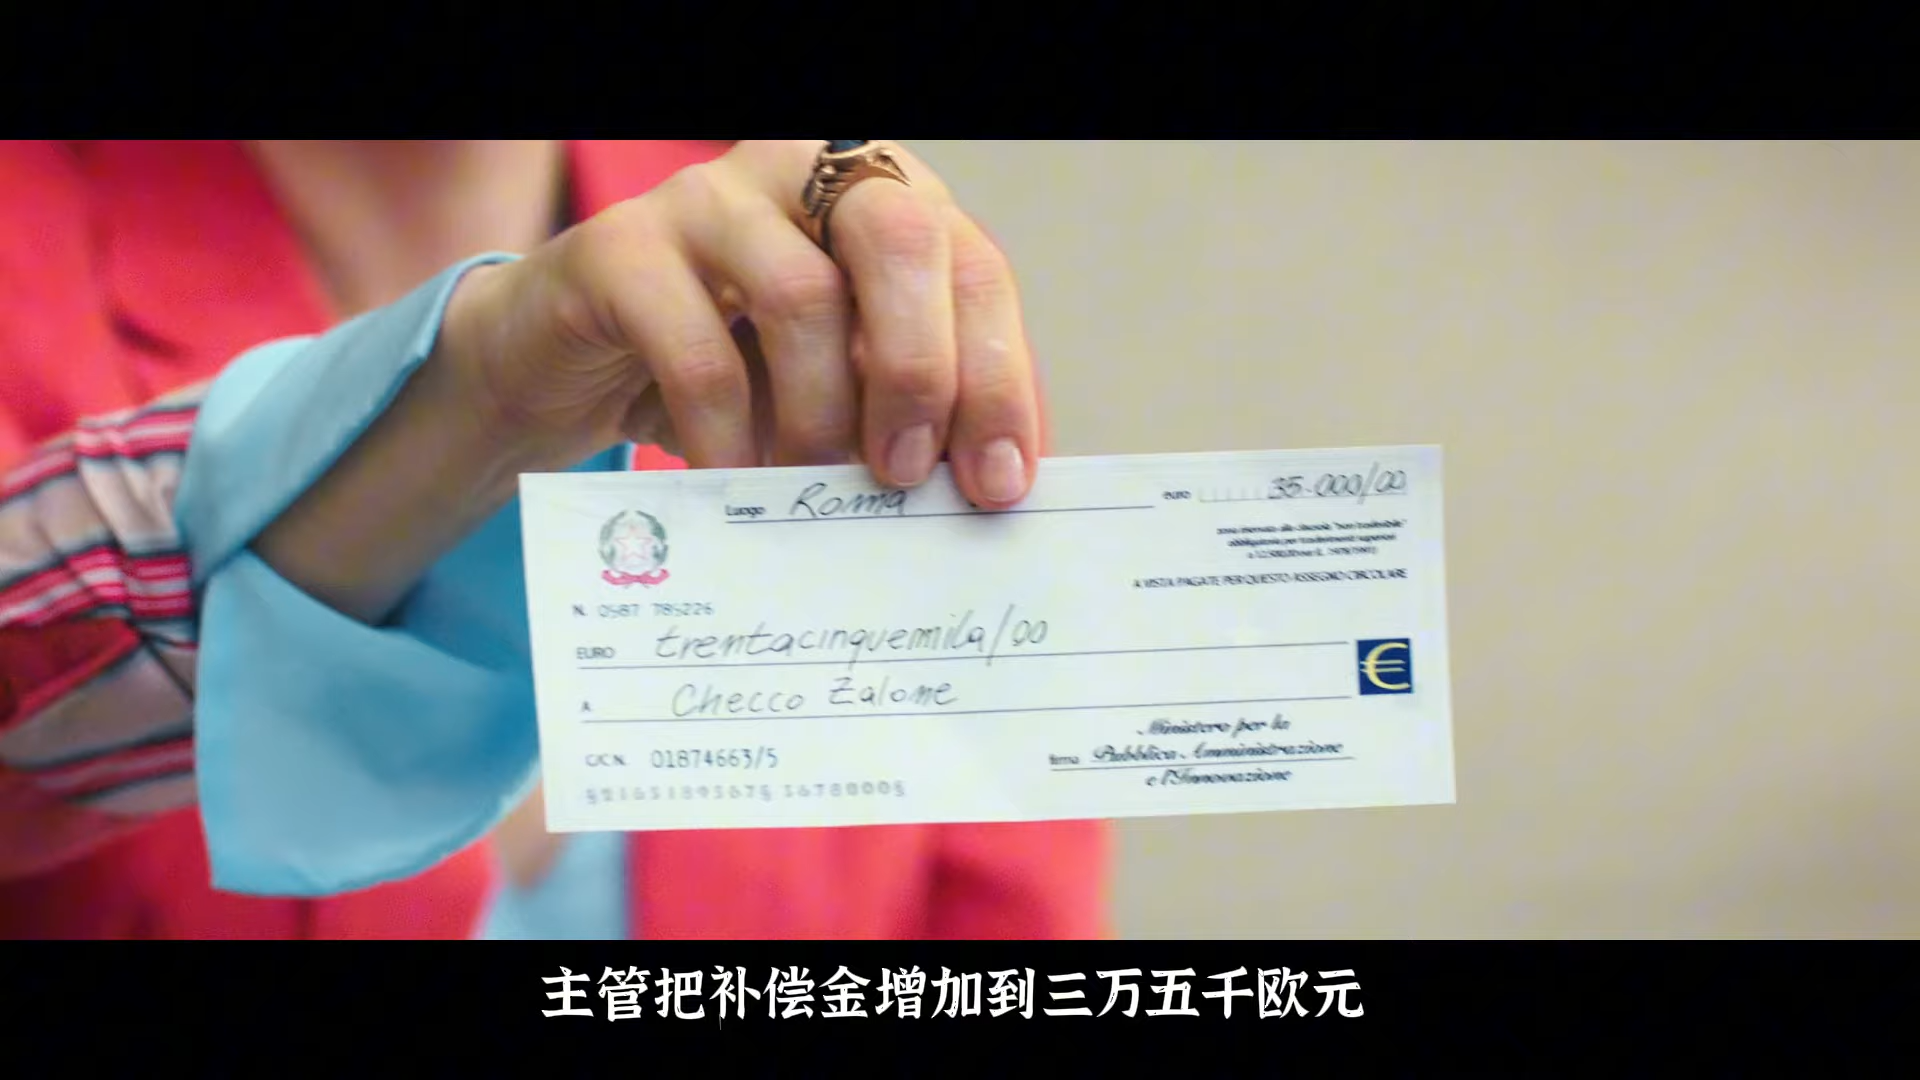 Luogo Roma euro 35.000/00
A VISTA PAGATE PER QUESTO ASSEGNO CIRCOLARE
N. 0587 785226
EURO trentacinquemila/00
A Checco Zalone
Ministero per la
C/C N. 01874663/5 firma Pubblica Amministrazione
e l'Innovazione
主管把补偿金增加到三万五千欧元